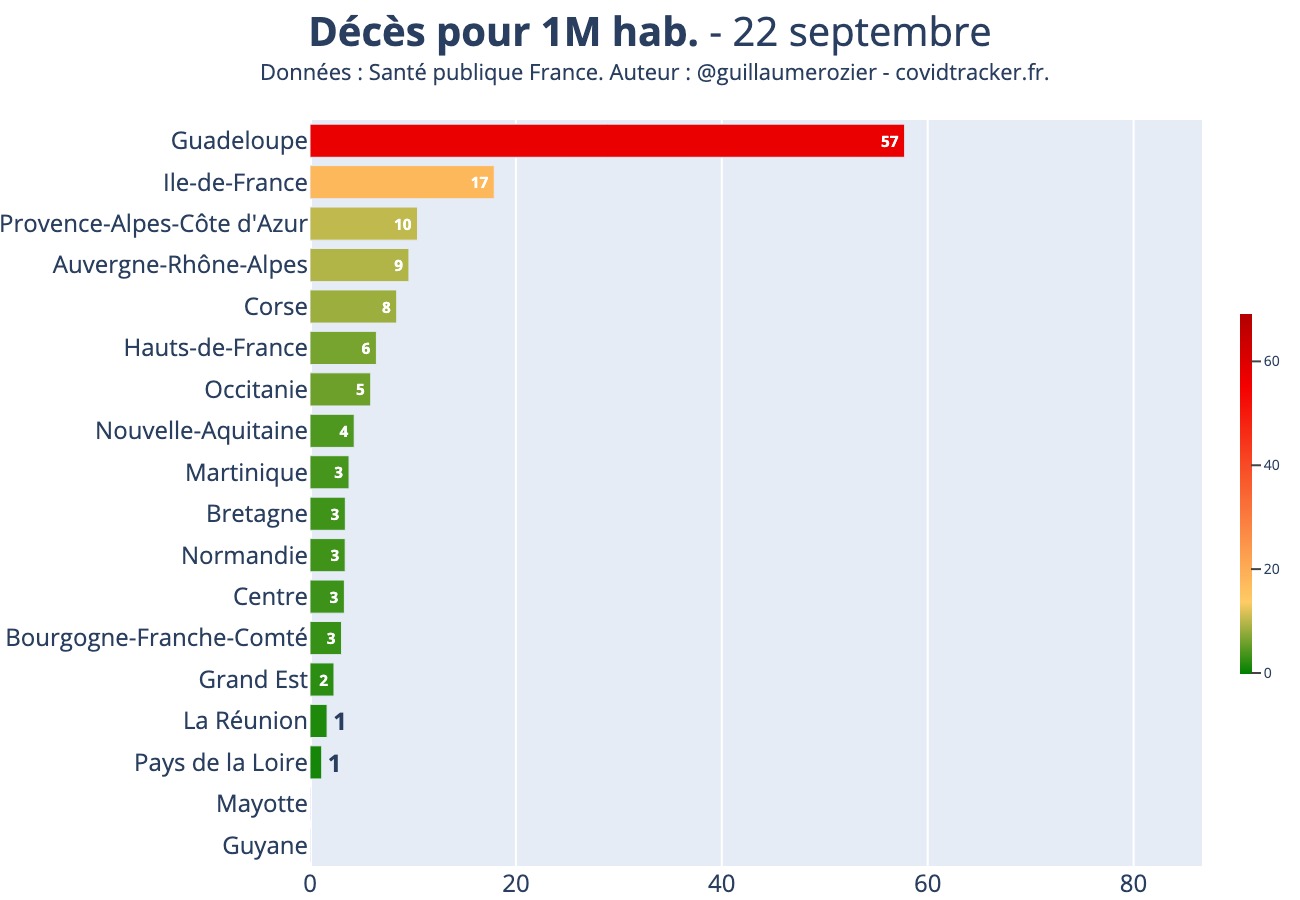 Décès pour 1M hab. - 22 septembre
Données : Santé publique France. Auteur : @guillaumerozier - covidtracker.fr.
Guadeloupe 57
Ile-de-France 17
Provence-Alpes-Côte d'Azur 10
Auvergne-Rhône-Alpes 9
Corse 8
Hauts-de-France 6
Occitanie 5
Nouvelle-Aquitaine 4
Martinique 3
Bretagne 3
Normandie 3
Centre 3
Bourgogne-Franche-Comté 3
Grand Est 2
La Réunion 1
Pays de la Loire 1
Mayotte
Guyane
0 20 40 60 80
60
40
20
0